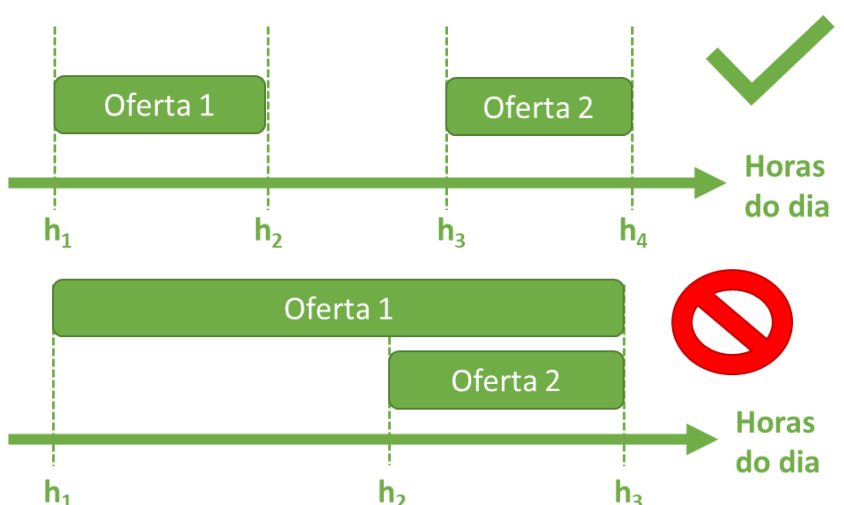 Oferta 1
Oferta 2
Horas
do dia
h₁
h₂
h₃
h₄
Oferta 1
Oferta 2
Horas
do dia
h₁
h₂
h₃